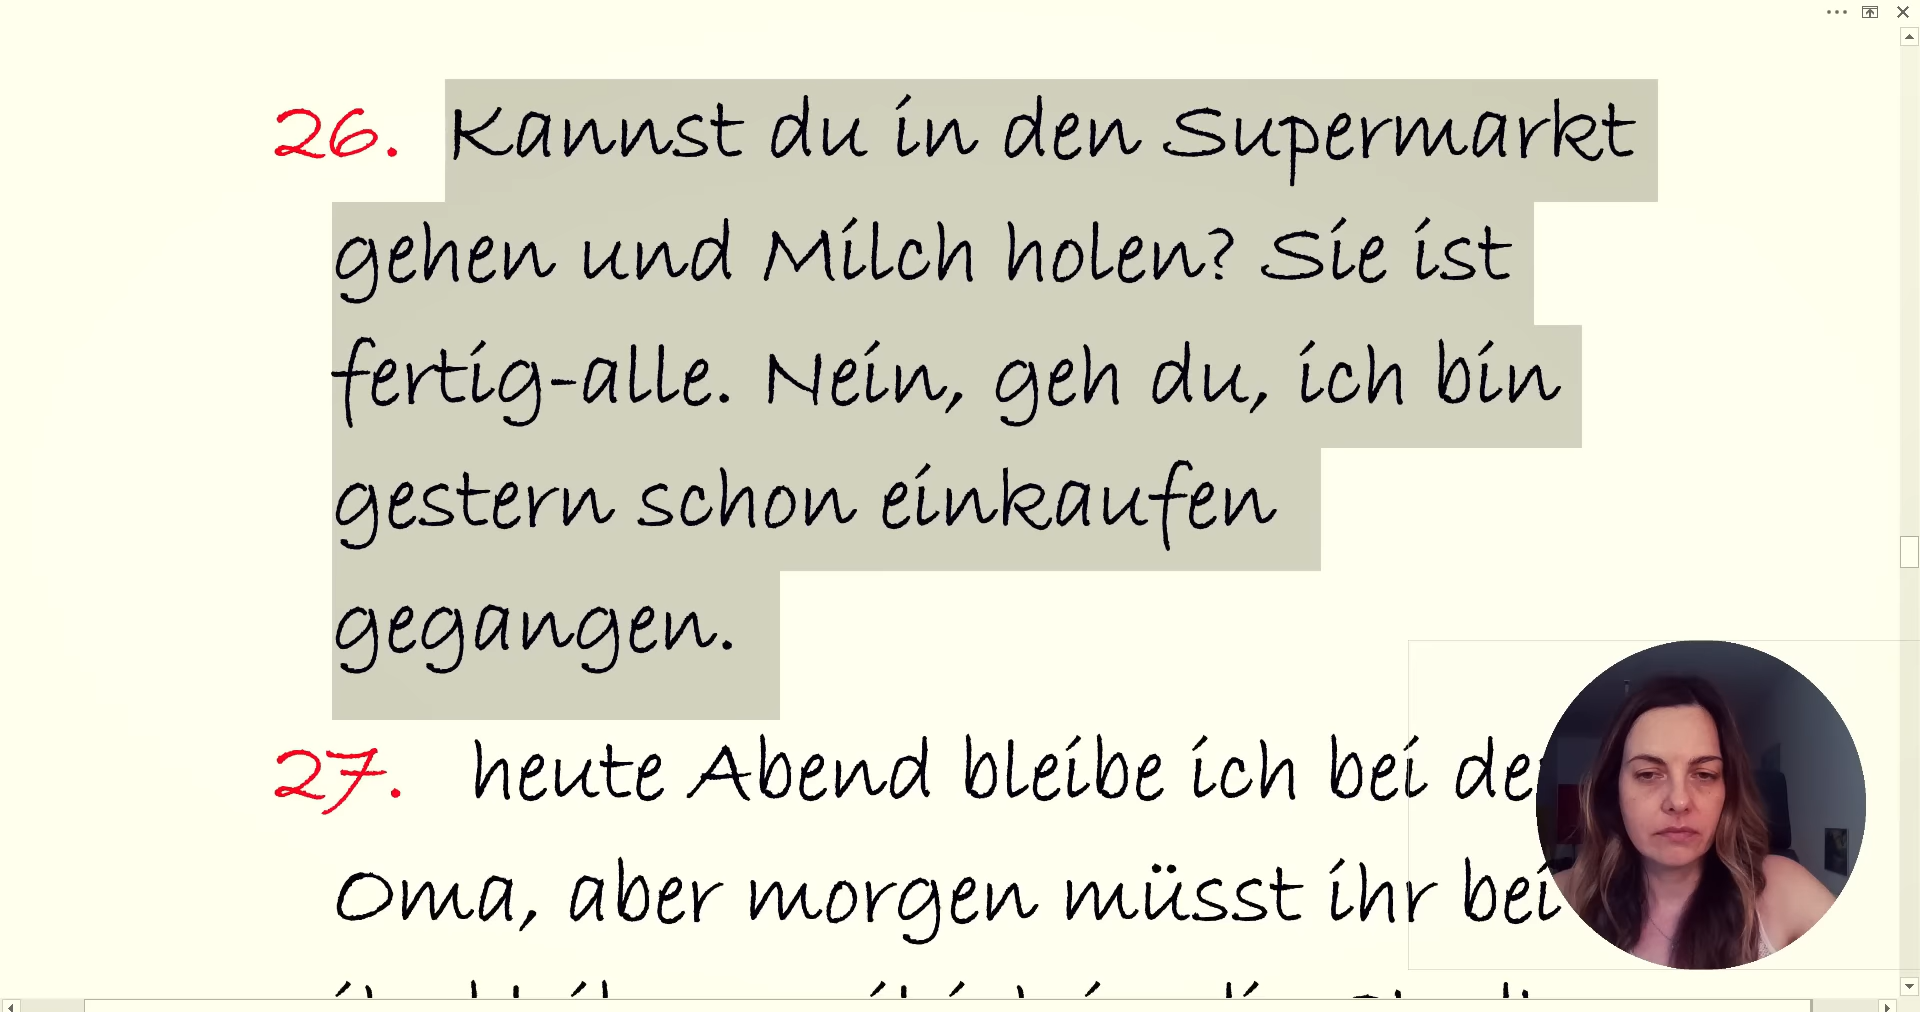 26. Kannst du in den Supermarkt
gehen und Milch holen? Sie ist
fertig-alle. Nein, geh du, ich bin
gestern schon einkaufen
gegangen.
27. heute Abend bleibe ich bei
Oma, aber morgen müsst ihr bei